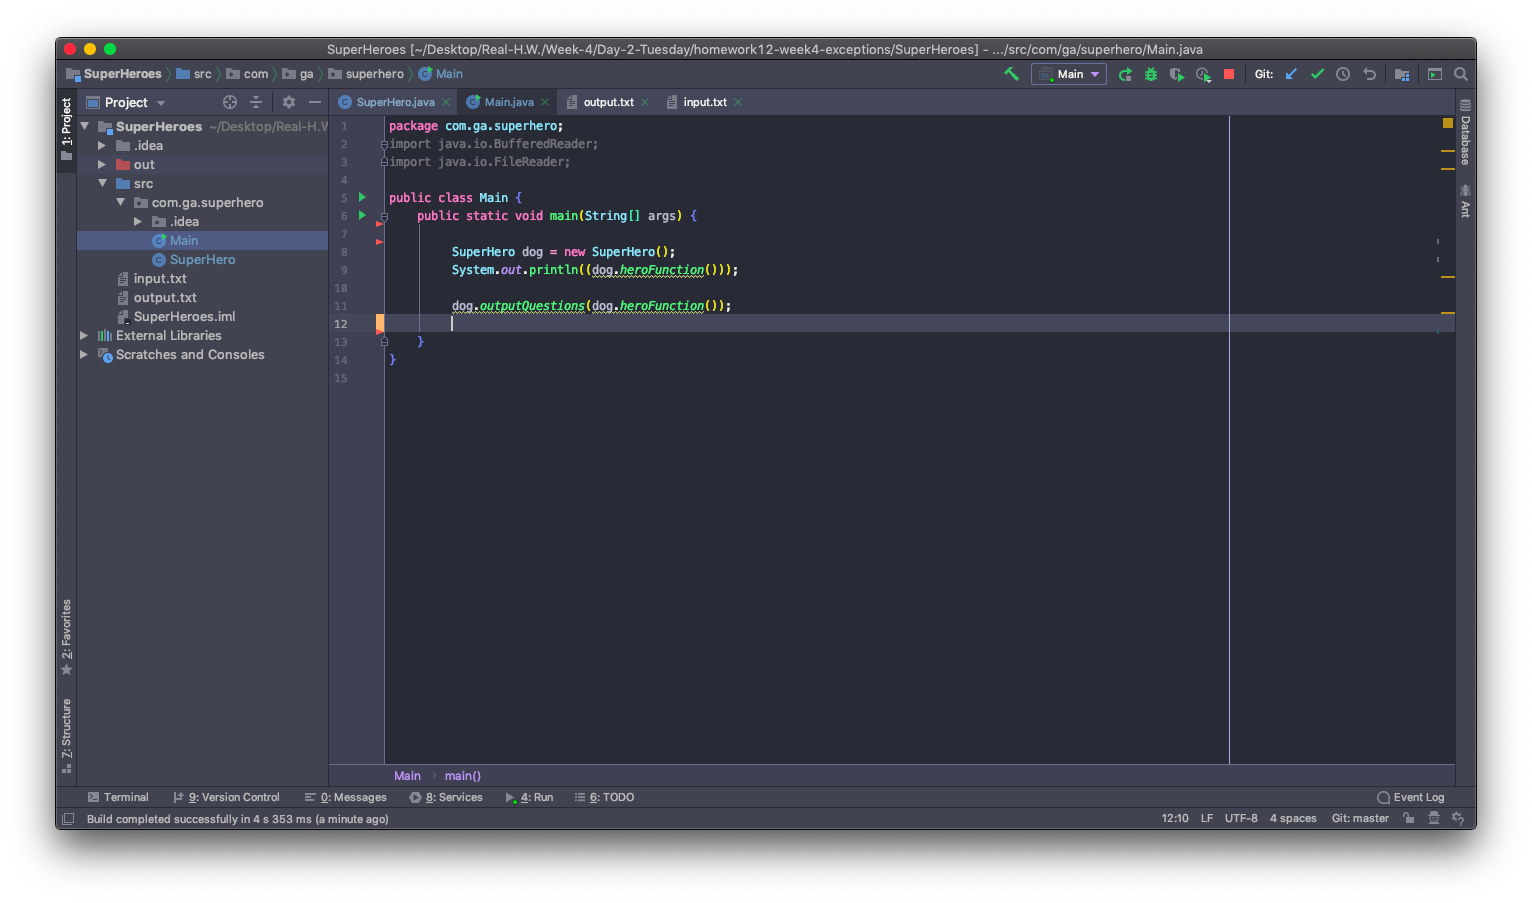 SuperHeroes [~/Desktop/Real-H.W./Week-4/Day-2-Tuesday/homework12-week4-exceptions/SuperHeroes] - .../src/com/ga/superhero/Main.java
SuperHeroes src com ga superhero Main
Main Git:
1: Project
Project
SuperHeroes ~/Desktop/Real-H.W
.idea
out
src
com.ga.superhero
.idea
Main
SuperHero
input.txt
output.txt
SuperHeroes.iml
External Libraries
Scratches and Consoles
2: Favorites
7: Structure
SuperHero.java Main.java output.txt input.txt
1 package com.ga.superhero;
2 import java.io.BufferedReader;
3 import java.io.FileReader;
4
5 public class Main {
6 public static void main(String[] args) {
7
8 SuperHero dog = new SuperHero();
9 System.out.println((dog.heroFunction()));
10
11 dog.outputQuestions(dog.heroFunction());
12
13 }
14 }
15
Database
Ant
Main main()
Terminal 9: Version Control 0: Messages 8: Services 4: Run 6: TODO Event Log
Build completed successfully in 4 s 353 ms (a minute ago) 12:10 LF UTF-8 4 spaces Git: master